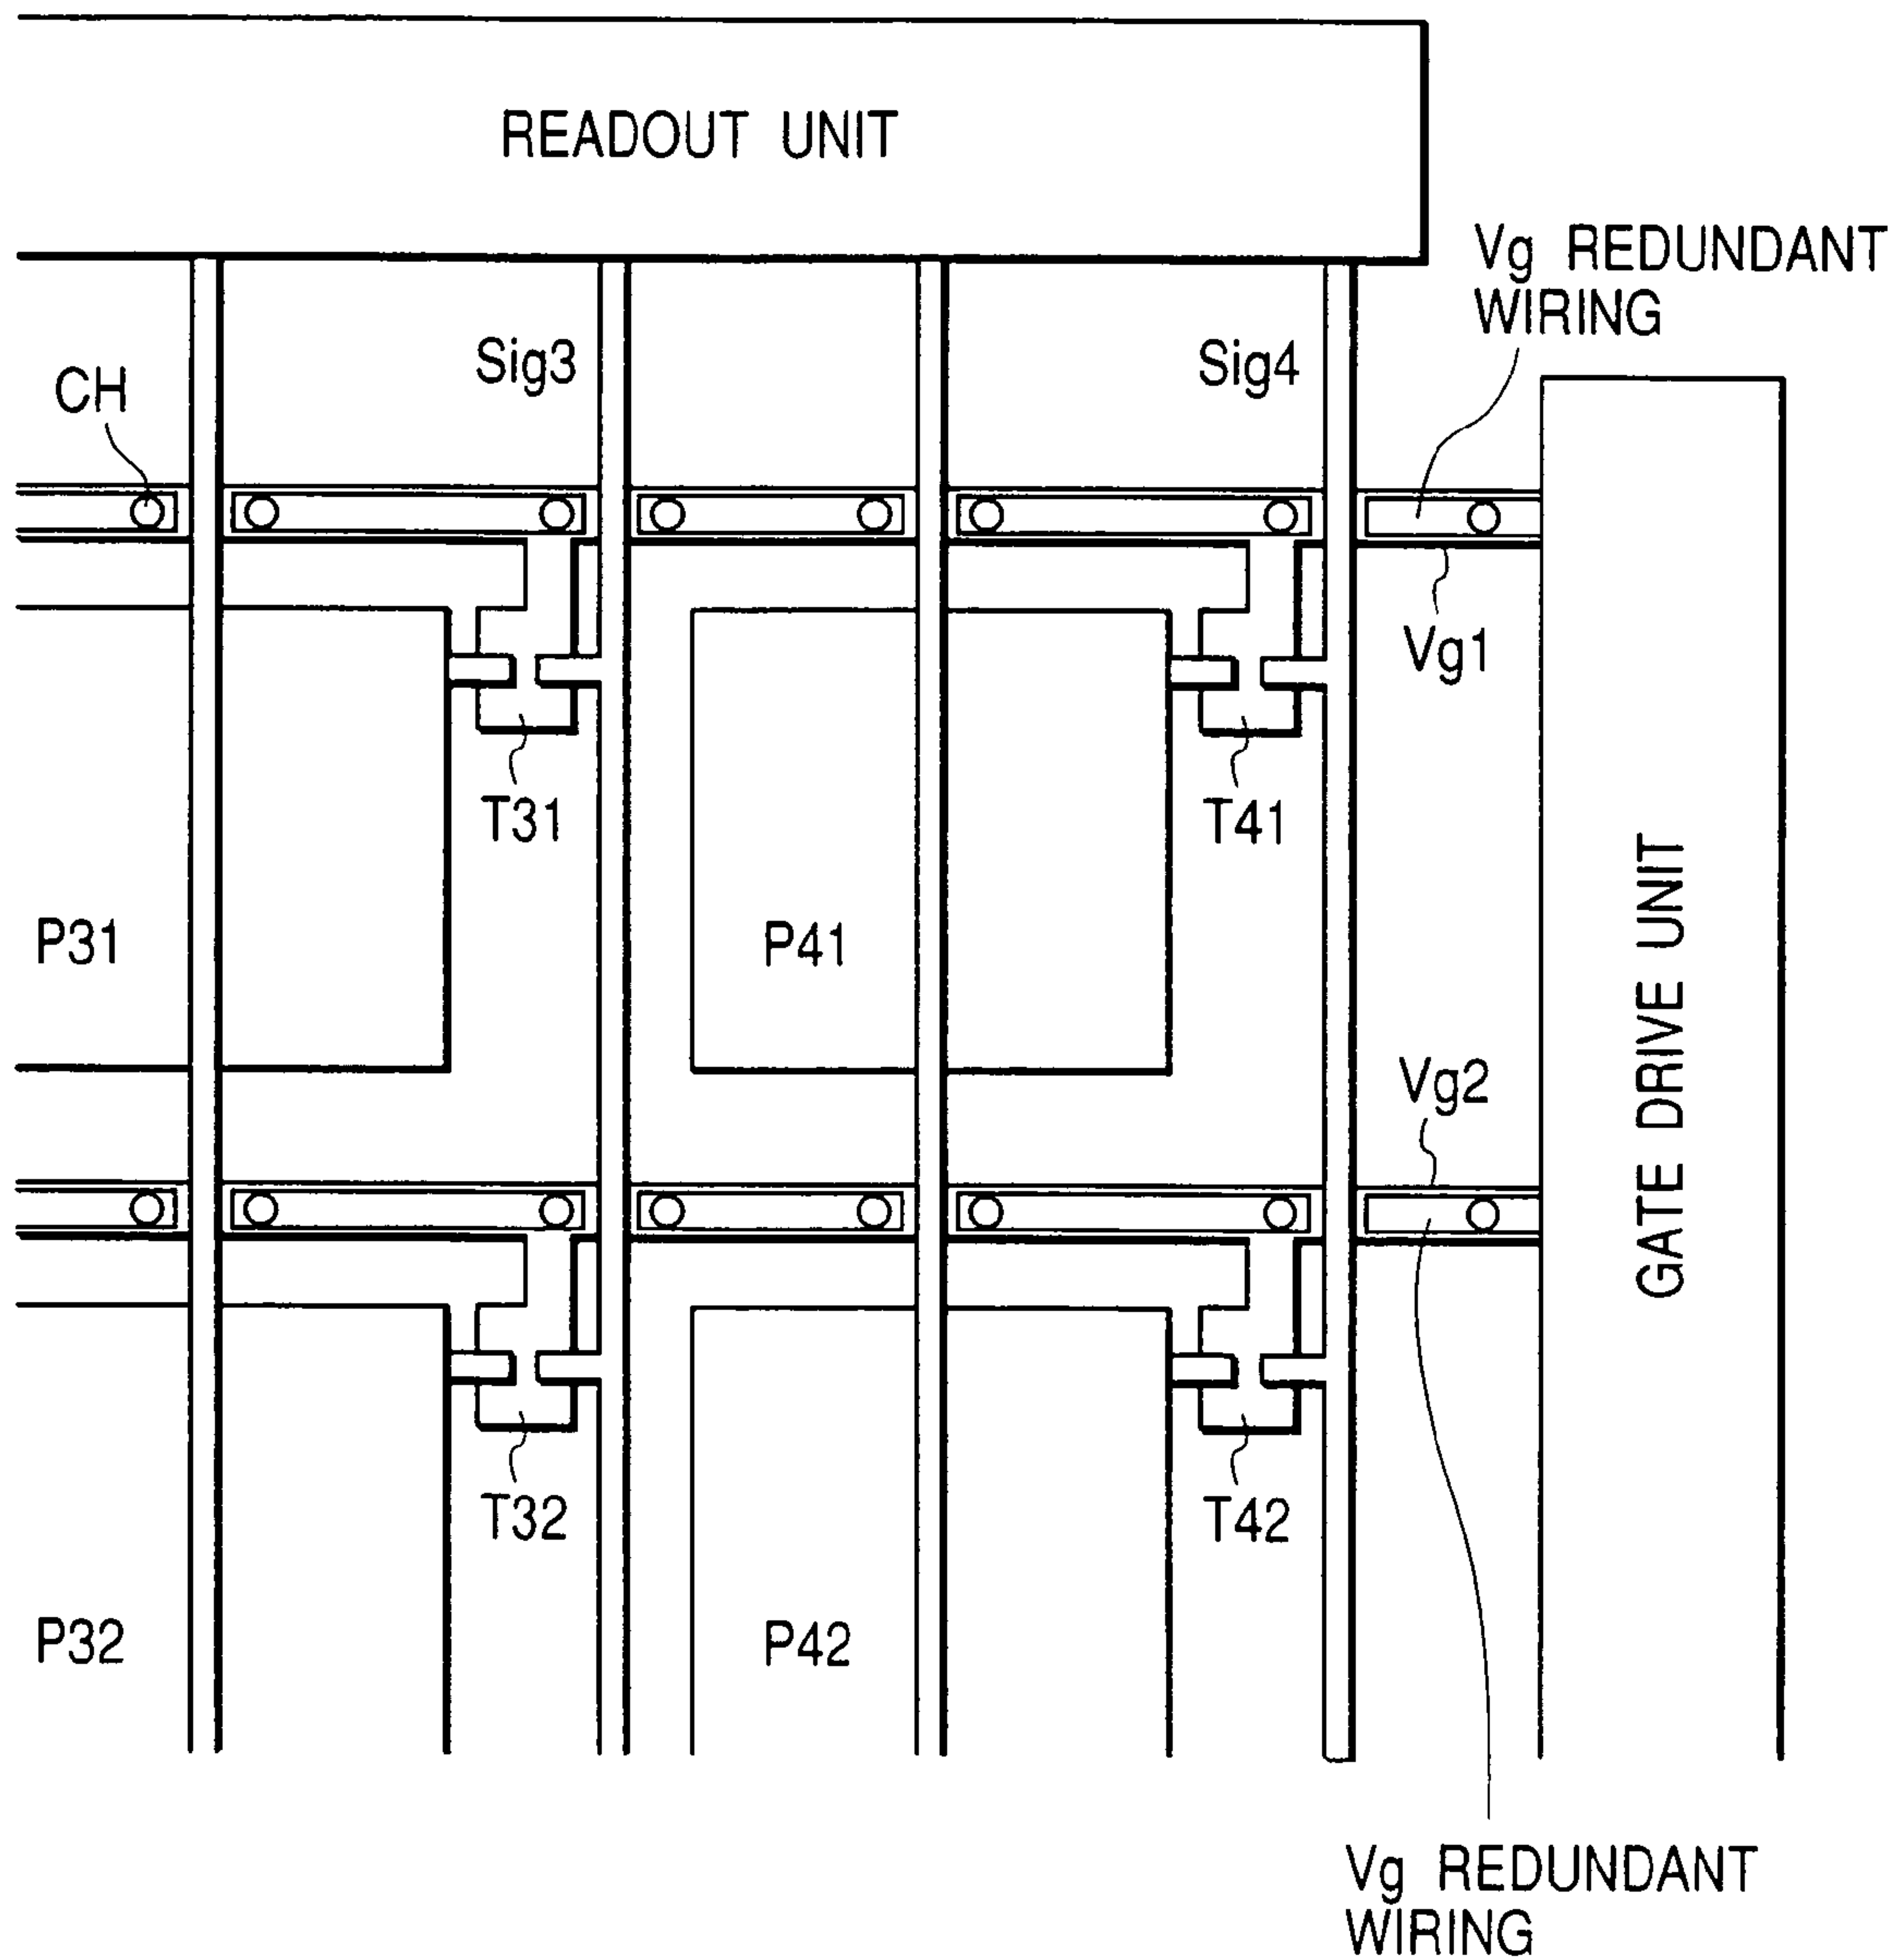 READOUT UNIT
Vg REDUNDANT
WIRING
Sig3
Sig4
CH
Vg1
T31
T41
P31
P41
GATE DRIVE UNIT
Vg2
T32
T42
P32
P42
Vg REDUNDANT
WIRING